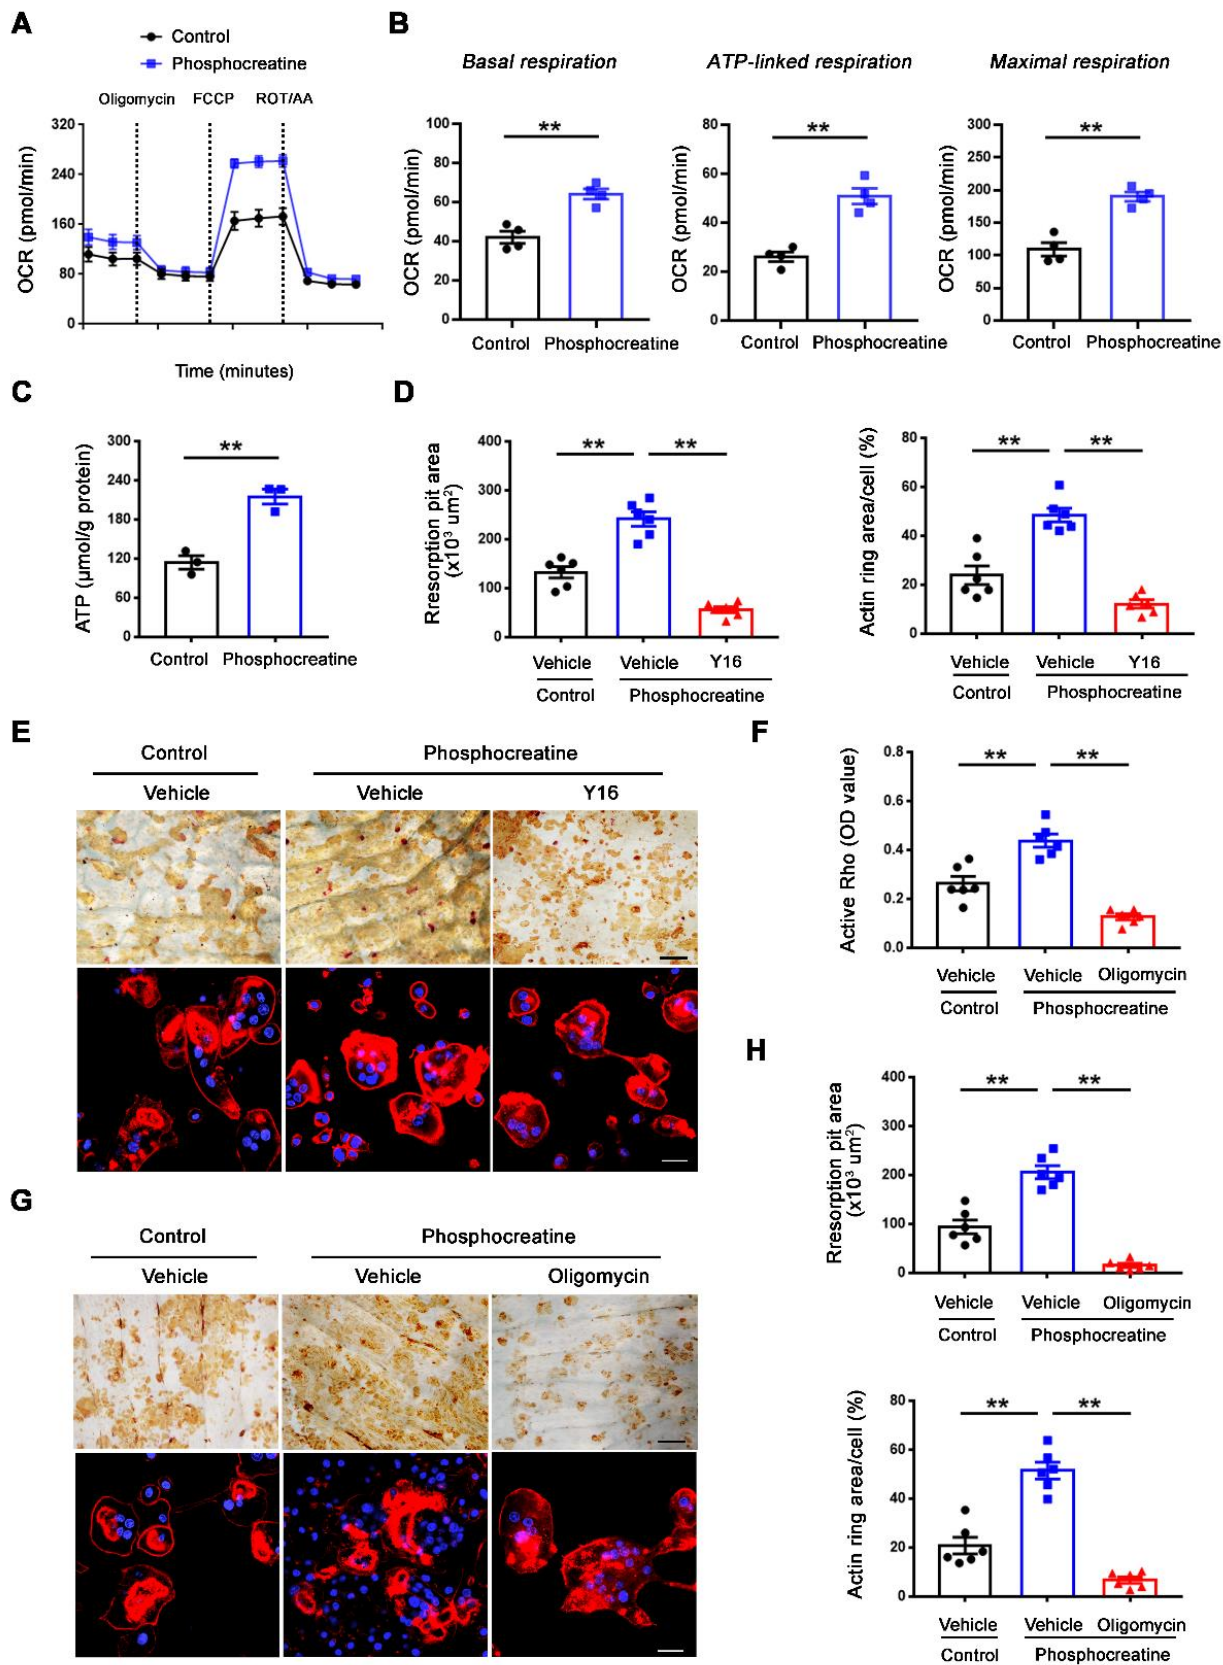 A
Control
Phosphocreatine
Oligomycin FCCP ROT/AA
320
240
160
80
0
OCR (pmol/min)
Time (minutes)
B
Basal respiration
**
100
80
60
40
20
0
OCR (pmol/min)
Control Phosphocreatine
ATP-linked respiration
**
80
60
40
20
0
OCR (pmol/min)
Control Phosphocreatine
Maximal respiration
**
300
250
200
150
100
50
0
OCR (pmol/min)
Control Phosphocreatine
C
**
300
240
180
120
60
0
ATP (μmol/g protein)
Control Phosphocreatine
D
** **
400
300
200
100
0
Rresorption pit area
(x10³ um²)
Vehicle Vehicle Y16
Control Phosphocreatine
** **
80
60
40
20
0
Actin ring area/cell (%)
Vehicle Vehicle Y16
Control Phosphocreatine
E
Control Phosphocreatine
Vehicle Vehicle Y16
F
** **
0.8
0.6
0.4
0.2
0.0
Active Rho (OD value)
Vehicle Vehicle Oligomycin
Control Phosphocreatine
G
Control Phosphocreatine
Vehicle Vehicle Oligomycin
H
** **
400
300
200
100
0
Rresorption pit area
(x10³ um²)
Vehicle Vehicle Oligomycin
Control Phosphocreatine
** **
80
60
40
20
0
Actin ring area/cell (%)
Vehicle Vehicle Oligomycin
Control Phosphocreatine